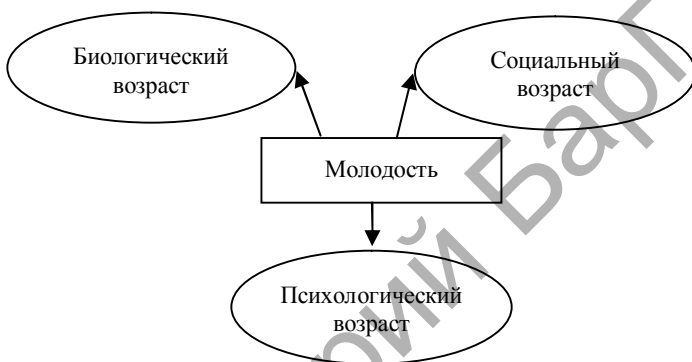 Биологический
возраст
Социальный
возраст
Молодость
Психологический
возраст